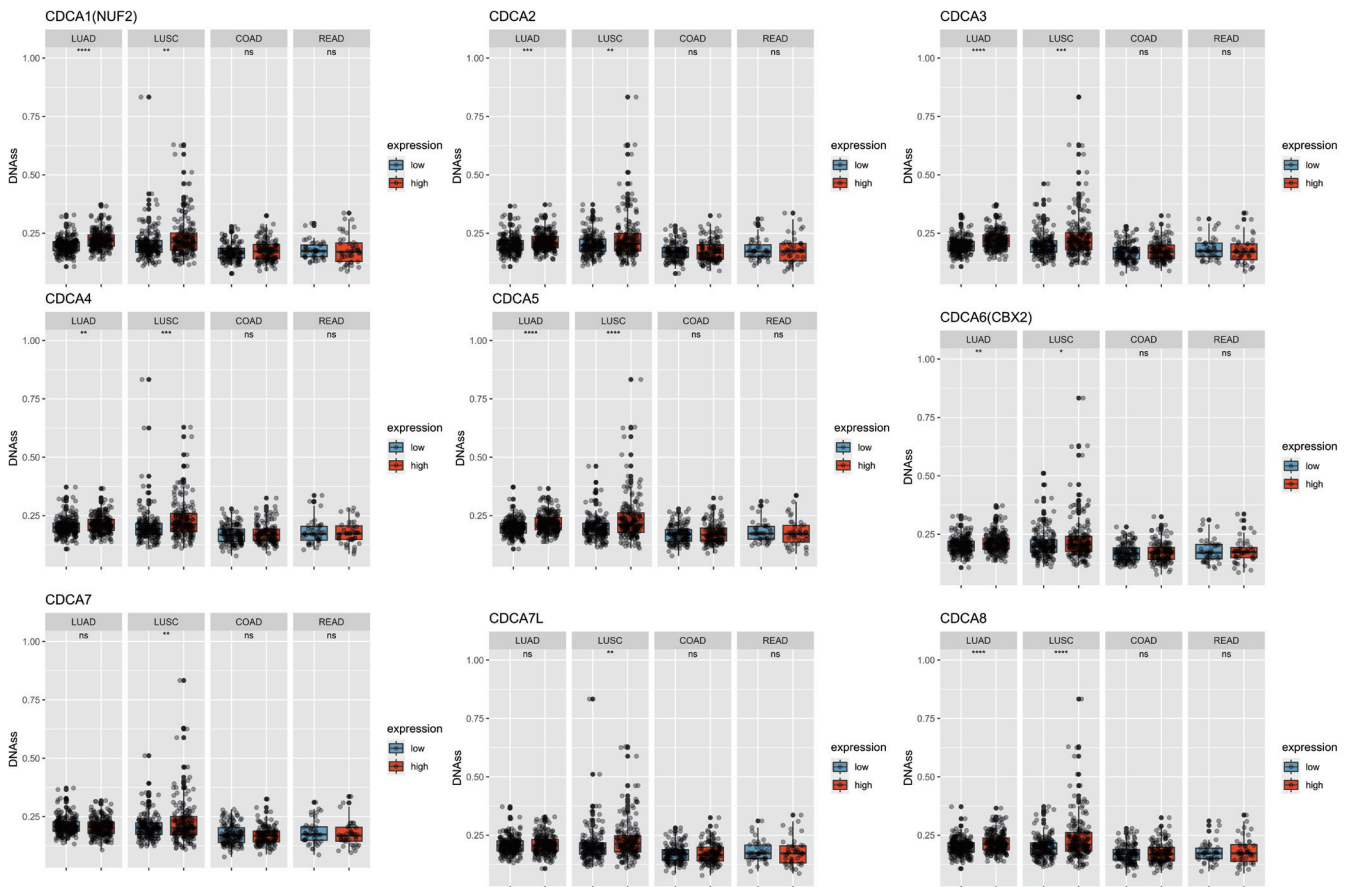 CDCA1(NUF2)
LUAD LUSC COAD READ
**** ** ns ns
1.00
0.75
0.50
0.25
DNAss
expression
low
high
CDCA2
LUAD LUSC COAD READ
*** ** ns ns
1.00
0.75
0.50
0.25
DNAss
expression
low
high
CDCA3
LUAD LUSC COAD READ
**** *** ns ns
1.00
0.75
0.50
0.25
DNAss
expression
low
high
CDCA4
LUAD LUSC COAD READ
** *** ns ns
1.00
0.75
0.50
0.25
DNAss
expression
low
high
CDCA5
LUAD LUSC COAD READ
**** **** ns ns
1.00
0.75
0.50
0.25
DNAss
expression
low
high
CDCA6(CBX2)
LUAD LUSC COAD READ
** * ns ns
1.00
0.75
0.50
0.25
DNAss
expression
low
high
CDCA7
LUAD LUSC COAD READ
ns ** ns ns
1.00
0.75
0.50
0.25
DNAss
expression
low
high
CDCA7L
LUAD LUSC COAD READ
ns ** ns ns
1.00
0.75
0.50
0.25
DNAss
expression
low
high
CDCA8
LUAD LUSC COAD READ
**** **** ns ns
1.00
0.75
0.50
0.25
DNAss
expression
low
high